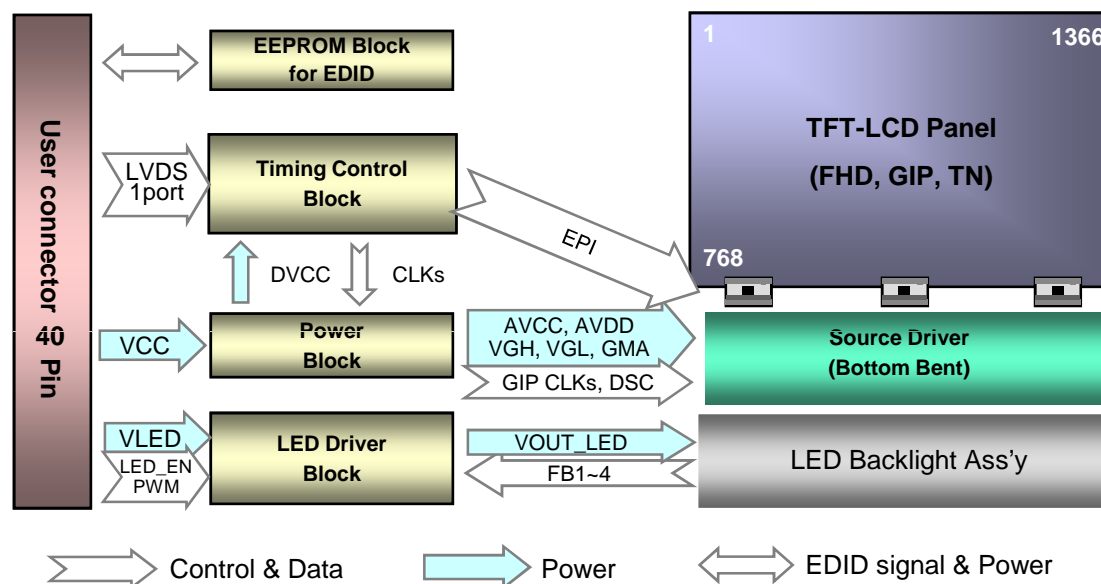 User connector 40 Pin
EEPROM Block
for EDID
LVDS
1port
Timing Control
Block
EPI
DVCC
CLKs
VCC
Power
Block
AVCC, AVDD
VGH, VGL, GMA
GIP CLKs, DSC
VLED
LED_EN
PWM
LED Driver
Block
VOUT_LED
FB1~4
1
1366
TFT-LCD Panel
(FHD, GIP, TN)
768
Source Driver
(Bottom Bent)
LED Backlight Ass'y
Control & Data
Power
EDID signal & Power